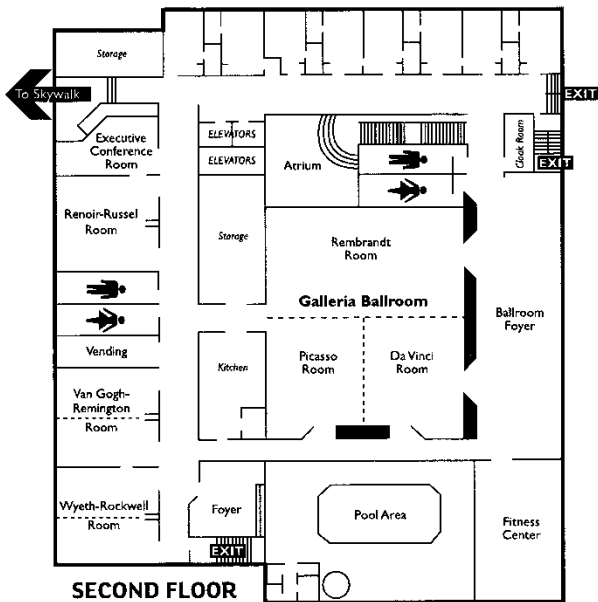 Storage
To Skywalk
EXIT
Executive
Conference
Room
ELEVATORS
ELEVATORS
Atrium
Cloak Room
EXIT
Renoir-Russel
Room
Storage
Rembrandt
Room
Galleria Ballroom
Ballroom
Foyer
Vending
Picasso
Room
Da Vinci
Room
Kitchen
Van Gogh-
Remington
Room
Wyeth-Rockwell
Room
Foyer
Pool Area
Fitness
Center
EXIT
SECOND FLOOR